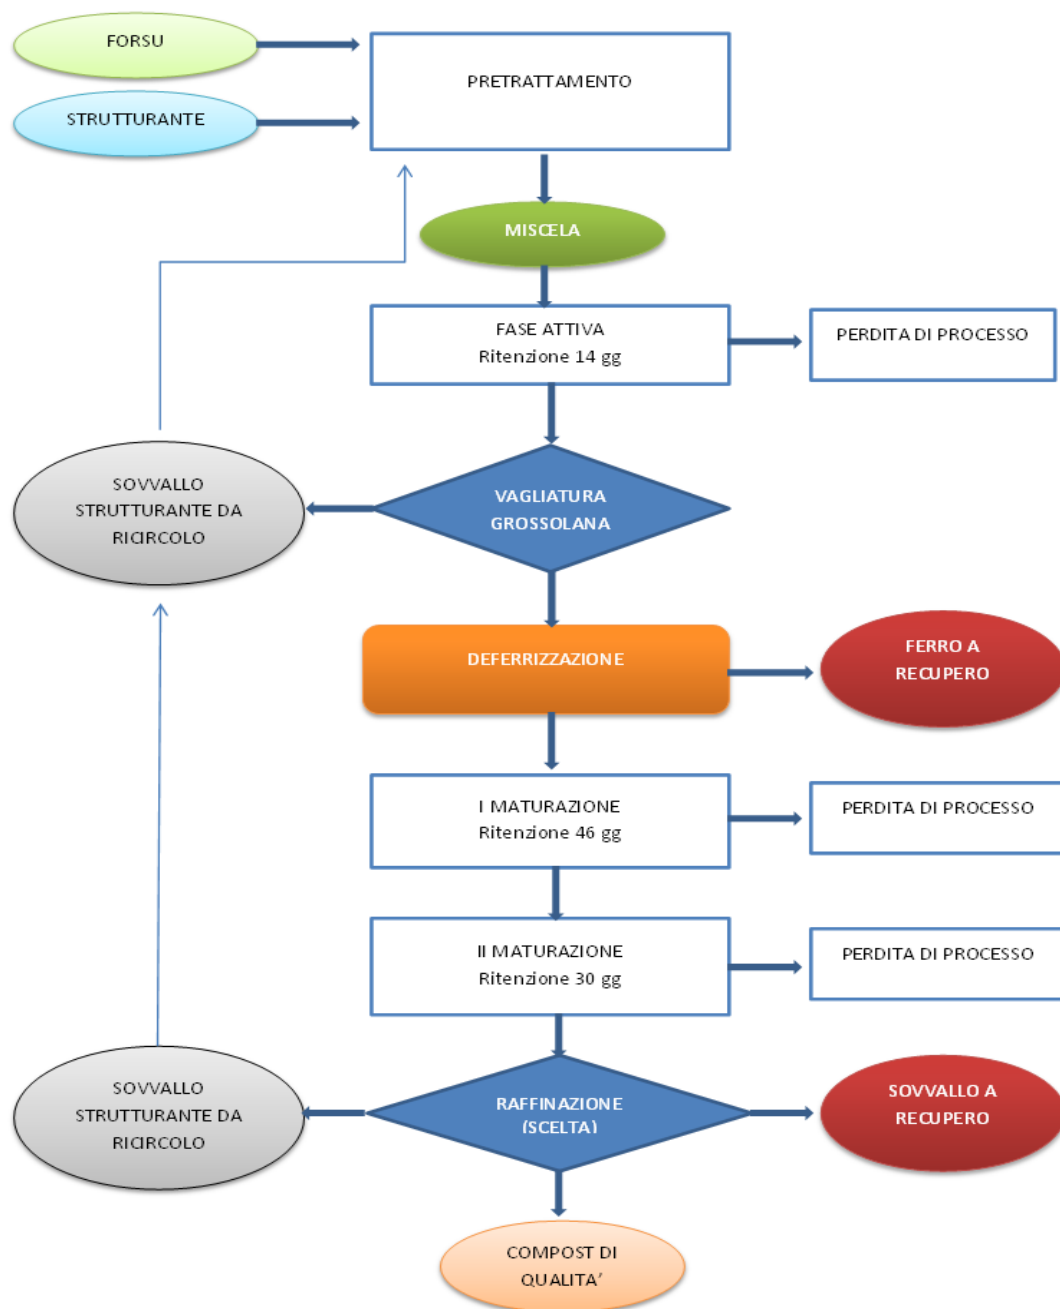 FORSU
PRETRATTAMENTO
STRUTTURANTE
MISCELA
FASE ATTIVA
Ritenzione 14 gg
PERDITA DI PROCESSO
SOVVALLO
STRUTTURANTE DA
RICIRCOLO
VAGLIATURA
GROSSOLANA
DEFERRIZZAZIONE
FERRO A
RECUPERO
I MATURAZIONE
Ritenzione 46 gg
PERDITA DI PROCESSO
II MATURAZIONE
Ritenzione 30 gg
PERDITA DI PROCESSO
SOVVALLO
STRUTTURANTE DA
RICIRCOLO
RAFFINAZIONE
(SCELTA)
SOVVALLO A
RECUPERO
COMPOST DI
QUALITA’